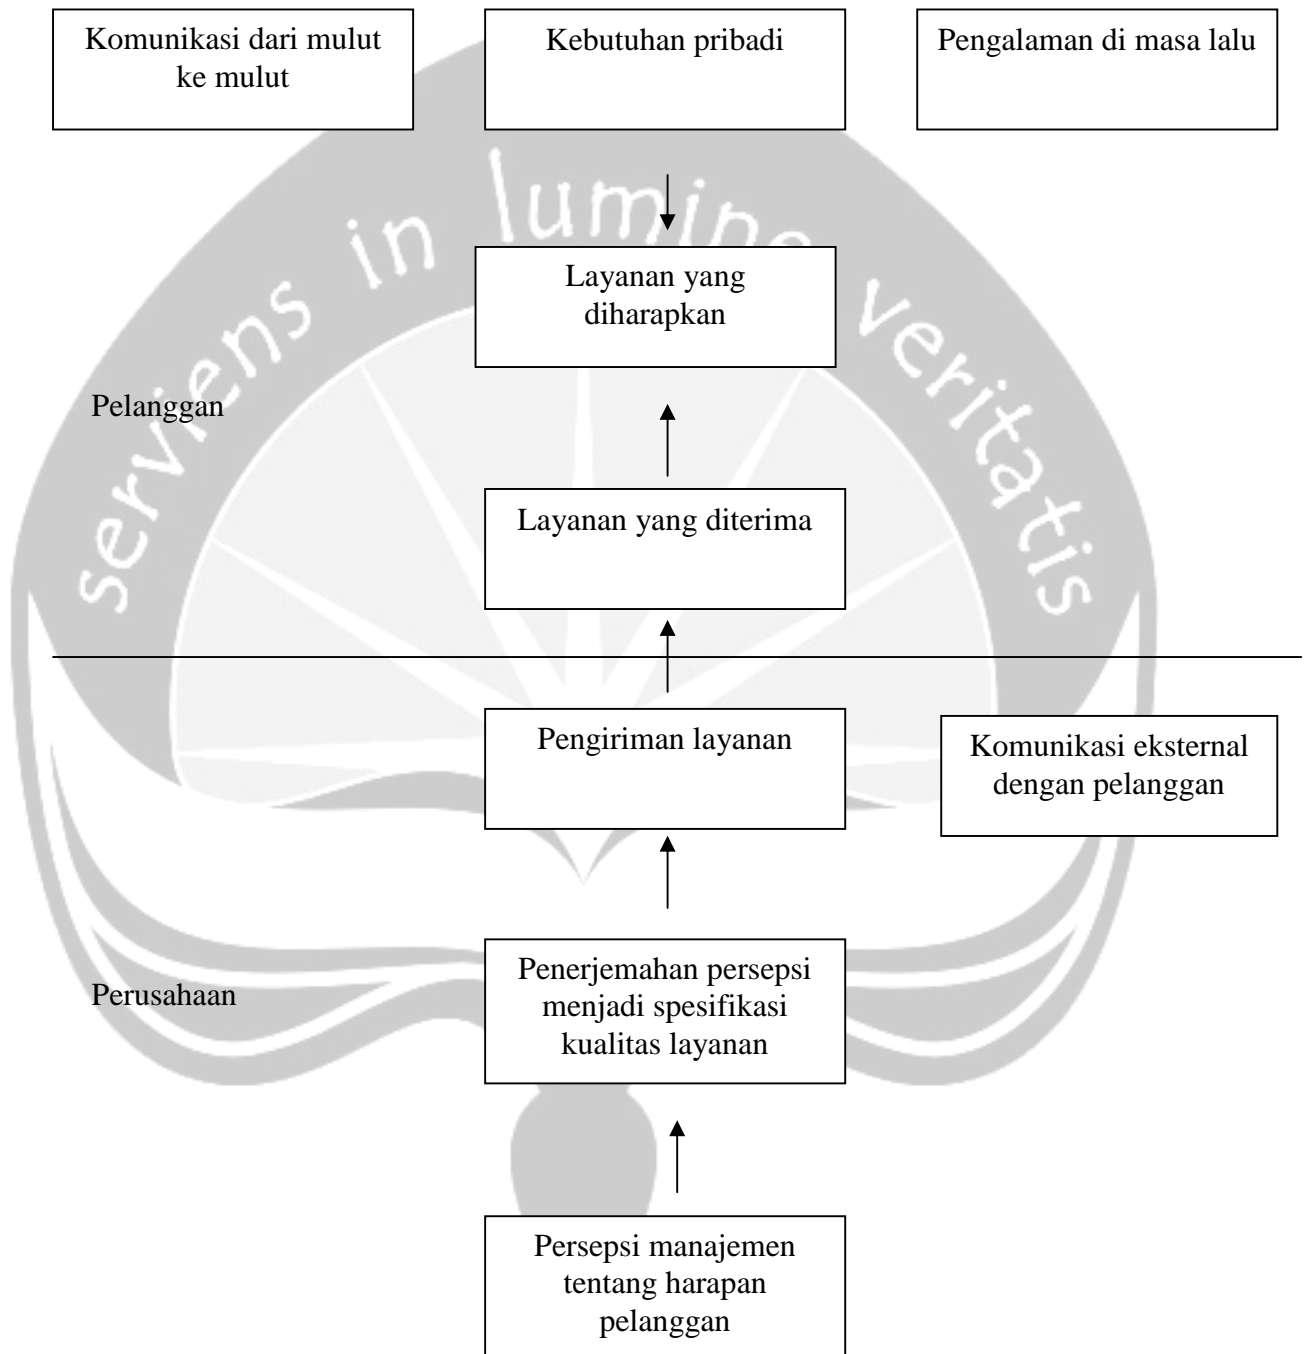 Komunikasi dari mulut
ke mulut
Kebutuhan pribadi
Pengalaman di masa lalu
serviens in lumine veritatis
Layanan yang
diharapkan
Pelanggan
Layanan yang diterima
Pengiriman layanan
Komunikasi eksternal
dengan pelanggan
Penerjemahan persepsi
menjadi spesifikasi
kualitas layanan
Perusahaan
Persepsi manajemen
tentang harapan
pelanggan